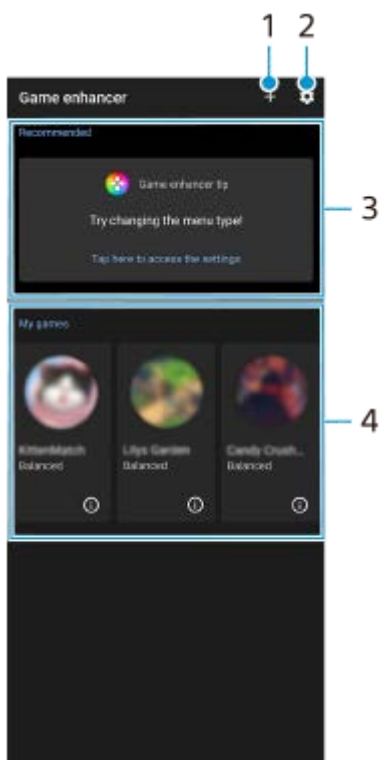 1 2
Game enhancer
Recommended
Game enhancer tip
Try changing the menu type!
Tap here to access the settings
3
My games
KittenMatch Lilys Garden Candy Crush...
Balanced Balanced Balanced
4